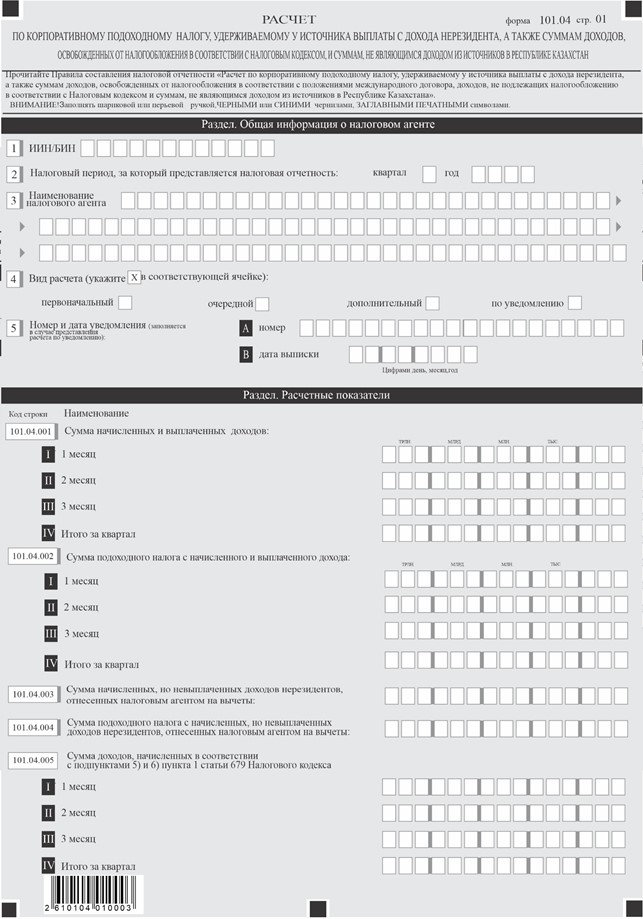 РАСЧЕТ
форма 101.04 стр. 01
ПО КОРПОРАТИВНОМУ ПОДОХОДНОМУ НАЛОГУ, УДЕРЖИВАЕМОМУ У ИСТОЧНИКА ВЫПЛАТЫ С ДОХОДА НЕРЕЗИДЕНТА, А ТАКЖЕ СУММАМ ДОХОДОВ,
ОСВОБОЖДЕННЫХ ОТ НАЛОГООБЛОЖЕНИЯ В СООТВЕТСТВИИ С НАЛОГОВЫМ КОДЕКСОМ, И СУММАМ, НЕ ЯВЛЯЮЩИМСЯ ДОХОДОМ ИЗ ИСТОЧНИКОВ В РЕСПУБЛИКЕ КАЗАХСТАН
Прочитайте Правила составления налоговой отчетности «Расчет по корпоративному подоходному налогу, удерживаемому у источника выплаты с дохода нерезидента,
а также суммам доходов, освобожденных от налогообложения в соответствии с положениями международного договора, доходов, не подлежащих налогообложению
в соответствии с Налоговым кодексом и суммам, не являющимся доходом из источников в Республике Казахстана».
ВНИМАНИЕ!Заполнять шариковой или перьевой ручкой,ЧЕРНЫМИ или СИНИМИ чернилами, ЗАГЛАВНЫМИ ПЕЧАТНЫМИ символами.
Раздел. Общая информация о налоговом агенте
1 ИИН/БИН
2 Налоговый период, за который представляется налоговая отчетность: квартал год
3 Наименование
налогового агента
4 Вид расчета (укажите X в соответствующей ячейке):
первоначальный очередной дополнительный по уведомлению
5 Номер и дата уведомления (заполняется
в случае представления
расчета по уведомлению):
A номер
B дата выписки
Цифрами день, месяц,год
Раздел. Расчетные показатели
Код строки Наименование
101.04.001 Сумма начисленных и выплаченных доходов:
трлн млрд млн тыс
I 1 месяц
II 2 месяц
III 3 месяц
IV Итого за квартал
101.04.002 Сумма подоходного налога с начисленного и выплаченного дохода:
трлн млрд млн тыс
I 1 месяц
II 2 месяц
III 3 месяц
IV Итого за квартал
101.04.003 Сумма начисленных, но невыплаченных доходов нерезидентов,
отнесенных налоговым агентом на вычеты:
101.04.004 Сумма подоходного налога с начисленных, но невыплаченных
доходов нерезидентов, отнесенных налоговым агентом на вычеты:
101.04.005 Сумма доходов, начисленных в соответствии
с подпунктами 5) и 6) пункта 1 статьи 679 Налогового кодекса
I 1 месяц
II 2 месяц
III 3 месяц
IV Итого за квартал
2 610104 010003